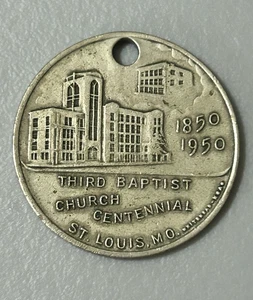 1850
1950
THIRD BAPTIST
CHURCH
CENTENNIAL
ST. LOUIS, MO.